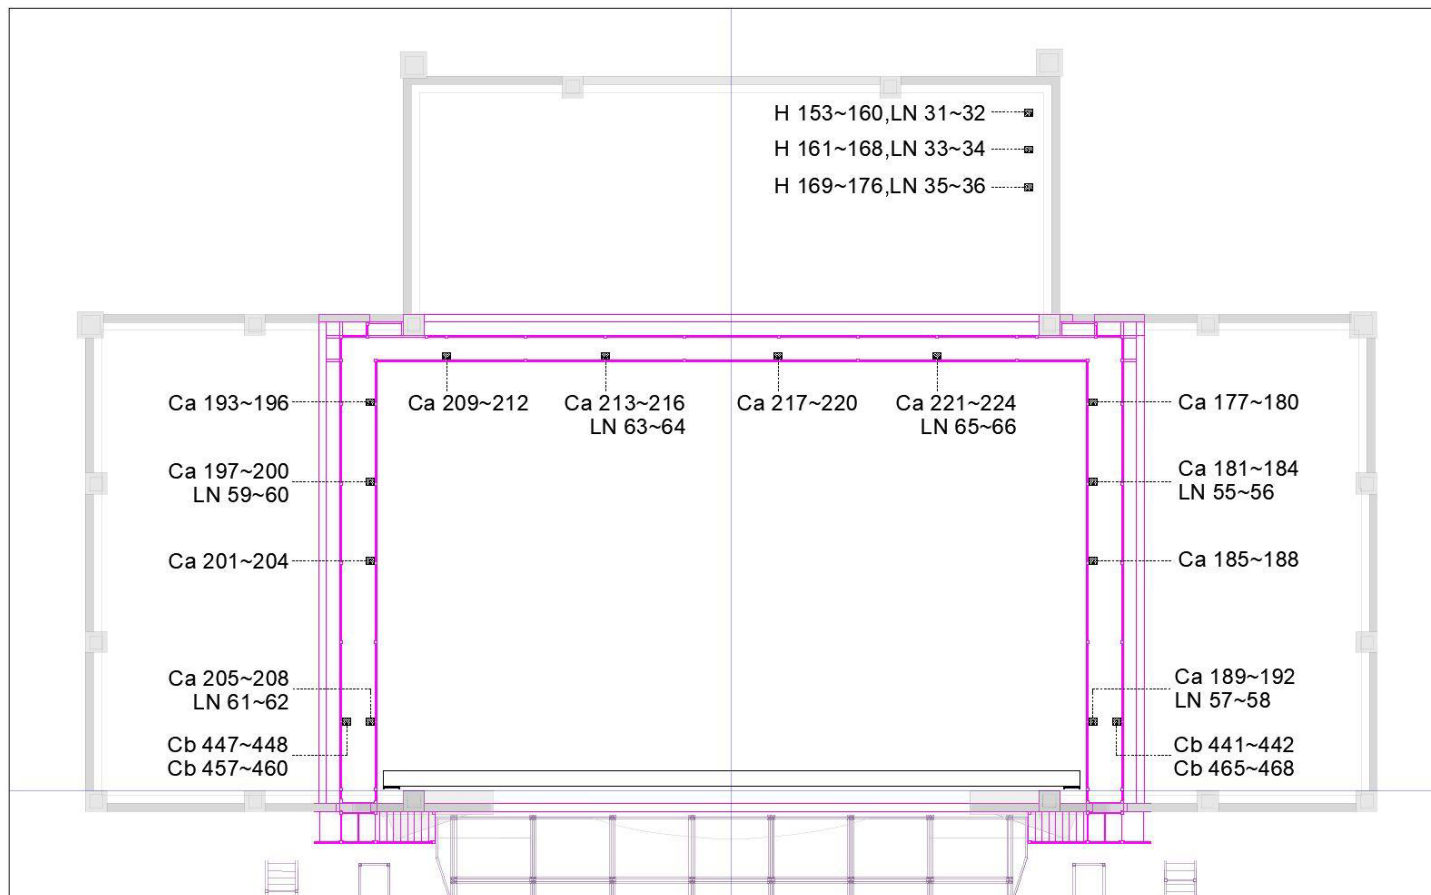 H 153~160,LN 31~32
H 161~168,LN 33~34
H 169~176,LN 35~36
Ca 193~196
Ca 209~212
Ca 213~216
LN 63~64
Ca 217~220
Ca 221~224
LN 65~66
Ca 177~180
Ca 197~200
LN 59~60
Ca 181~184
LN 55~56
Ca 201~204
Ca 185~188
Ca 205~208
LN 61~62
Ca 189~192
LN 57~58
Cb 447~448
Cb 457~460
Cb 441~442
Cb 465~468